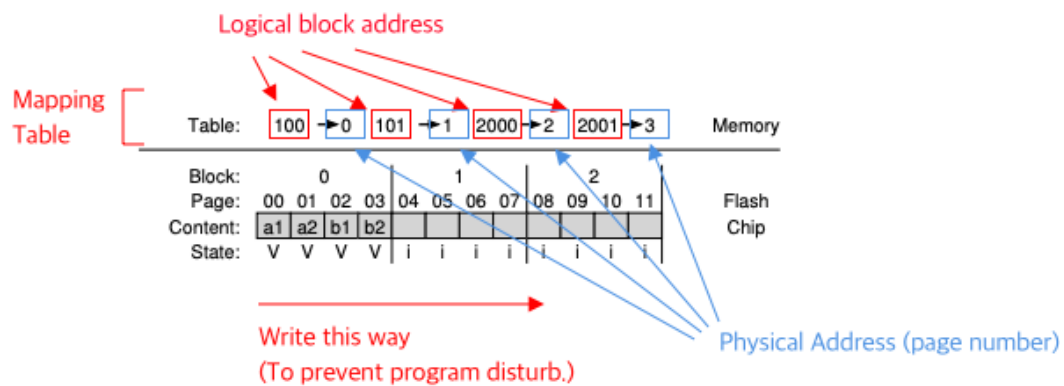 Logical block address
Mapping
Table
Table: 100 → 0 101 → 1 2000 → 2 2001 → 3 Memory
Block: 0 1 2
Page: 00 01 02 03 04 05 06 07 08 09 10 11 Flash
Content: a1 a2 b1 b2 Chip
State: V V V V i i i i i i i i
Write this way
(To prevent program disturb.)
Physical Address (page number)